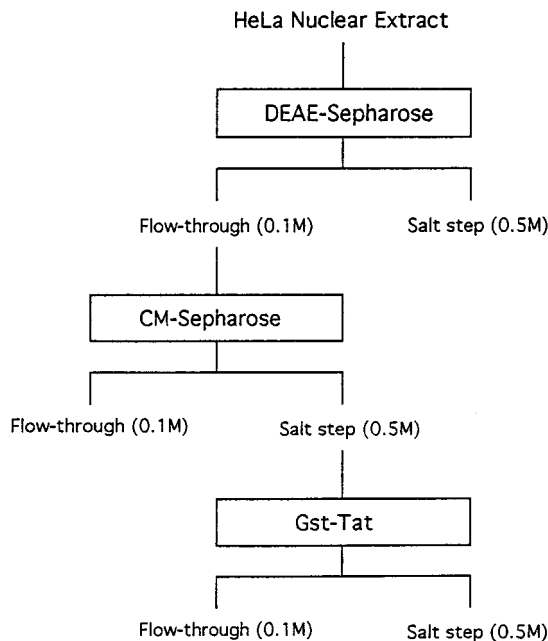 HeLa Nuclear Extract
DEAE-Sepharose
Flow-through (0.1M)
Salt step (0.5M)
CM-Sepharose
Flow-through (0.1M)
Salt step (0.5M)
Gst-Tat
Flow-through (0.1M)
Salt step (0.5M)